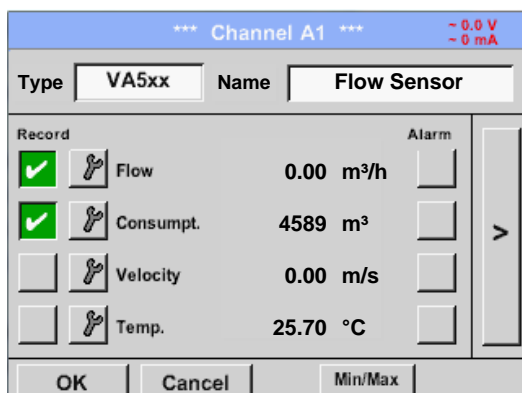 *** Channel A1 ***
~ 0.0 V
~ 0 mA
Type VA5xx Name Flow Sensor
Record Alarm
Flow 0.00 m³/h
Consumpt. 4589 m³
>
Velocity 0.00 m/s
Temp. 25.70 °C
OK Cancel Min/Max